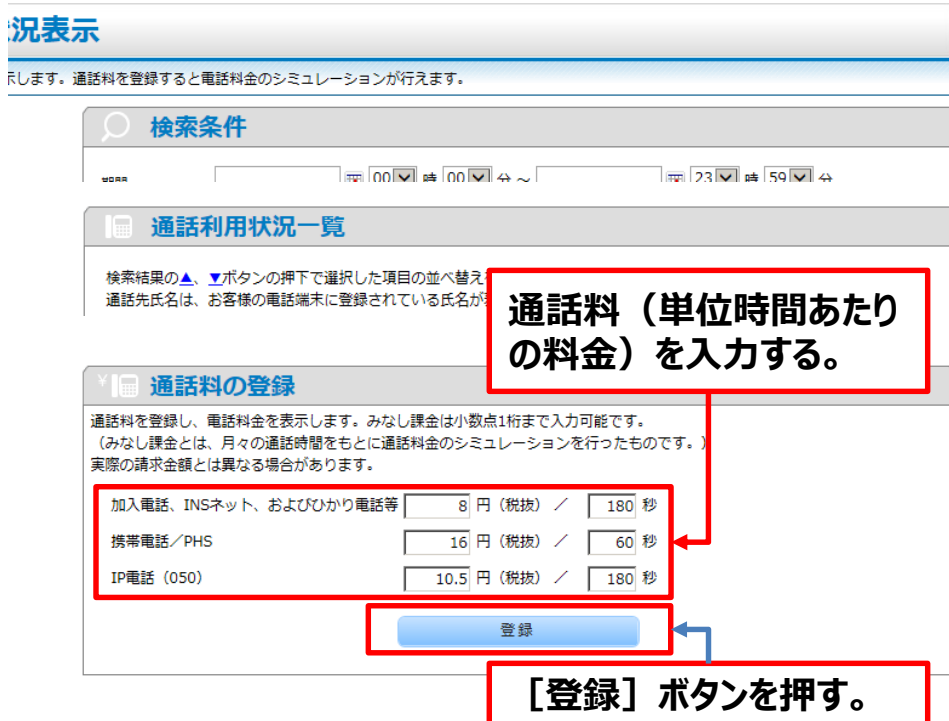 況表示
示します。通話料を登録すると電話料金のシミュレーションが行えます。
検索条件
期間 00 時 00 分 ～ 23 時 59 分
通話利用状況一覧
検索結果の▲、▼ボタンの押下で選択した項目の並べ替え
通話先氏名は、お客様の電話端末に登録されている氏名が
通話料（単位時間あたり
の料金）を入力する。
通話料の登録
通話料を登録し、電話料金を表示します。みなし課金は小数点1桁まで入力可能です。
（みなし課金とは、月々の通話時間をもとに通話料金のシミュレーションを行ったものです。）
実際の請求金額とは異なる場合があります。
加入電話、INSネット、およびひかり電話等 8 円（税抜） ／ 180 秒
携帯電話／PHS 16 円（税抜） ／ 60 秒
IP電話（050） 10.5 円（税抜） ／ 180 秒
登録
［登録］ボタンを押す。